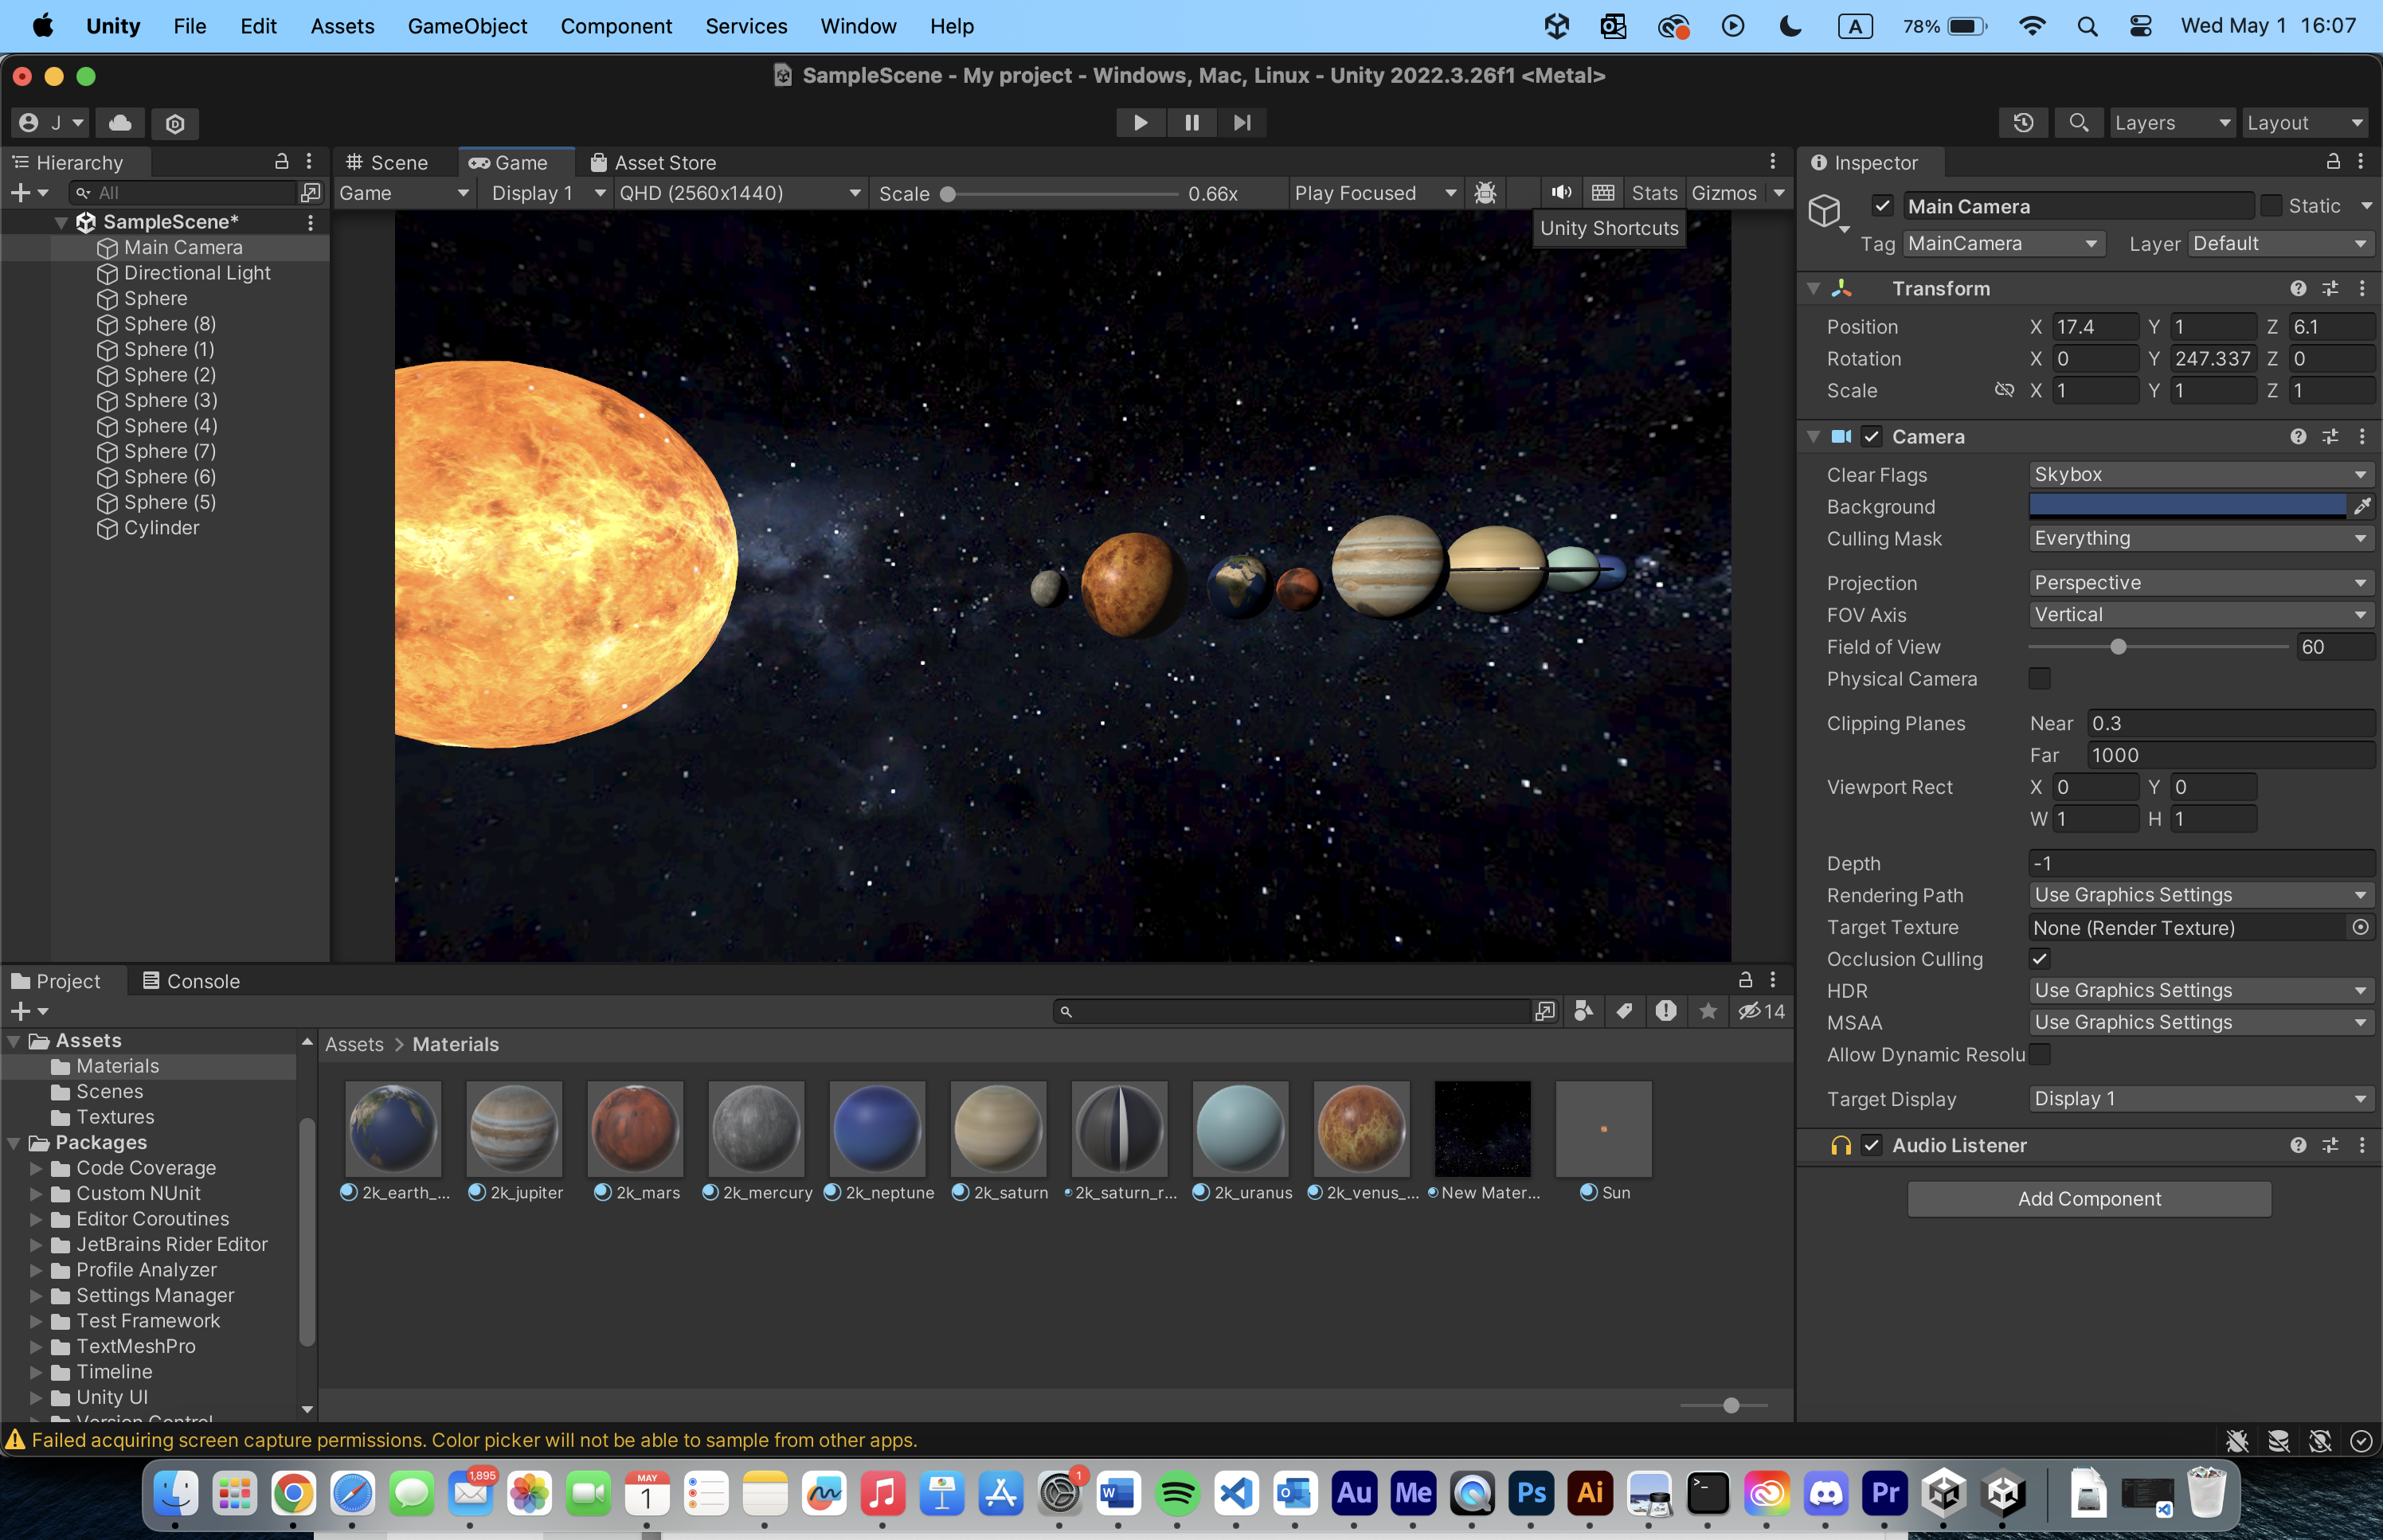 Unity File Edit Assets GameObject Component Services Window Help A 78% Wed May 1 16:07
SampleScene - My project - Windows, Mac, Linux - Unity 2022.3.26f1 <Metal>
J Layers Layout
Hierarchy
All
SampleScene*
Main Camera
Directional Light
Sphere
Sphere (8)
Sphere (1)
Sphere (2)
Sphere (3)
Sphere (4)
Sphere (7)
Sphere (6)
Sphere (5)
Cylinder
Scene Game Asset Store
Game Display 1 QHD (2560x1440) Scale 0.66x Play Focused Stats Gizmos
Unity Shortcuts
Inspector
Main Camera Static
Tag MainCamera Layer Default
Transform
Position X 17.4 Y 1 Z 6.1
Rotation X 0 Y 247.337 Z 0
Scale X 1 Y 1 Z 1
Camera
Clear Flags Skybox
Background
Culling Mask Everything
Projection Perspective
FOV Axis Vertical
Field of View 60
Physical Camera
Clipping Planes Near 0.3
Far 1000
Viewport Rect X 0 Y 0
W 1 H 1
Depth -1
Rendering Path Use Graphics Settings
Target Texture None (Render Texture)
Occlusion Culling
HDR Use Graphics Settings
MSAA Use Graphics Settings
Allow Dynamic Resolu
Target Display Display 1
Audio Listener
Add Component
Project Console
14
Assets
Materials
Scenes
Textures
Packages
Code Coverage
Custom NUnit
Editor Coroutines
JetBrains Rider Editor
Profile Analyzer
Settings Manager
Test Framework
TextMeshPro
Timeline
Unity UI
Version Control
Assets > Materials
2k_earth_... 2k_jupiter 2k_mars 2k_mercury 2k_neptune 2k_saturn 2k_saturn_r... 2k_uranus 2k_venus_... New Mater... Sun
Failed acquiring screen capture permissions. Color picker will not be able to sample from other apps.
1,895 MAY 1 1 W Au Me Ps Ai Pr